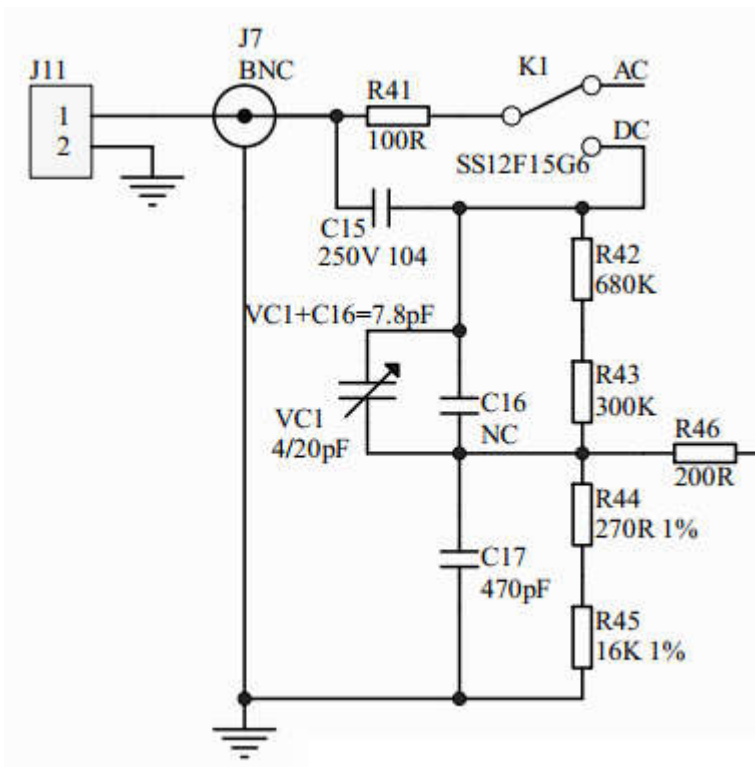 J7
BNC
J11
1
2
R41
100R
K1
AC
DC
SS12F15G6
C15
250V 104
R42
680K
VC1+C16=7.8pF
R43
300K
VC1
4/20pF
C16
NC
R46
200R
R44
270R 1%
C17
470pF
R45
16K 1%